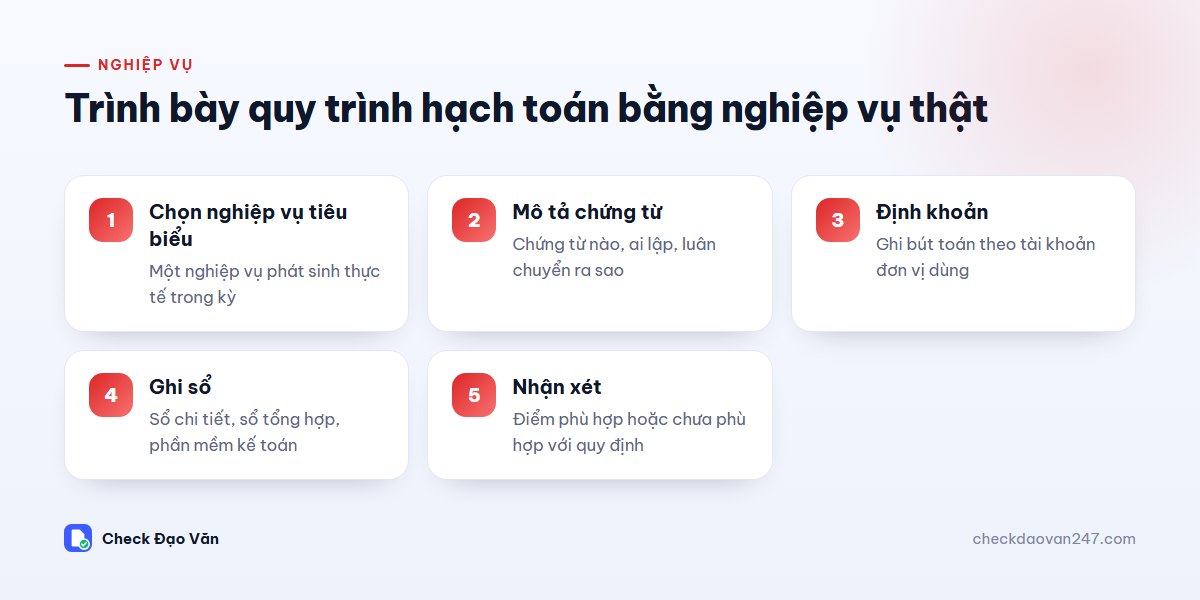 NGHIỆP VỤ
Trình bày quy trình hạch toán bằng nghiệp vụ thật
1
Chọn nghiệp vụ tiêu
biểu
Một nghiệp vụ phát sinh thực
tế trong kỳ
2
Mô tả chứng từ
Chứng từ nào, ai lập, luân
chuyển ra sao
3
Định khoản
Ghi bút toán theo tài khoản
đơn vị dùng
4
Ghi sổ
Sổ chi tiết, sổ tổng hợp,
phần mềm kế toán
5
Nhận xét
Điểm phù hợp hoặc chưa phù
hợp với quy định
Check Đạo Văn
checkdaovan247.com